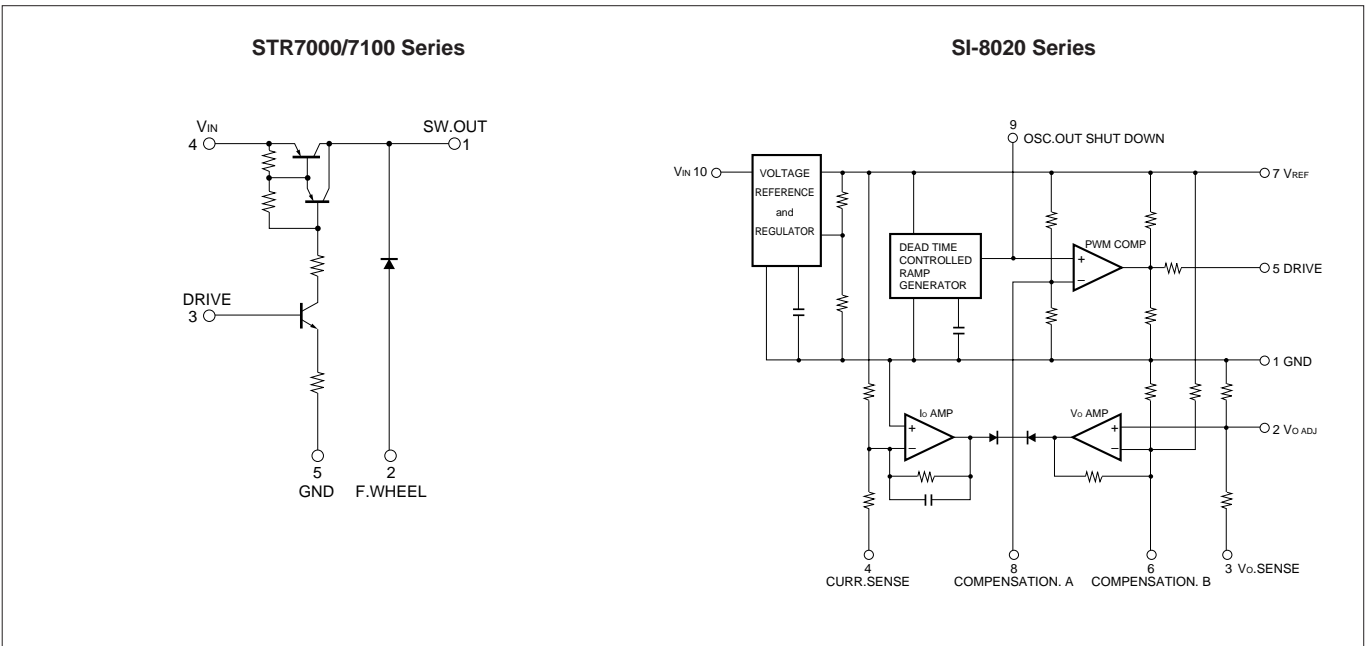 STR7000/7100 Series
VIN
4
SW.OUT
1
DRIVE
3
5
GND
2
F.WHEEL
SI-8020 Series
9
OSC.OUT SHUT DOWN
VIN 10
VOLTAGE
REFERENCE
and
REGULATOR
7 VREF
DEAD TIME
CONTROLLED
RAMP
GENERATOR
PWM COMP
+
−
5 DRIVE
1 GND
IO AMP
+
−
VO AMP
+
−
2 VO ADJ
4
CURR.SENSE
8
COMPENSATION. A
6
COMPENSATION. B
3 VO.SENSE